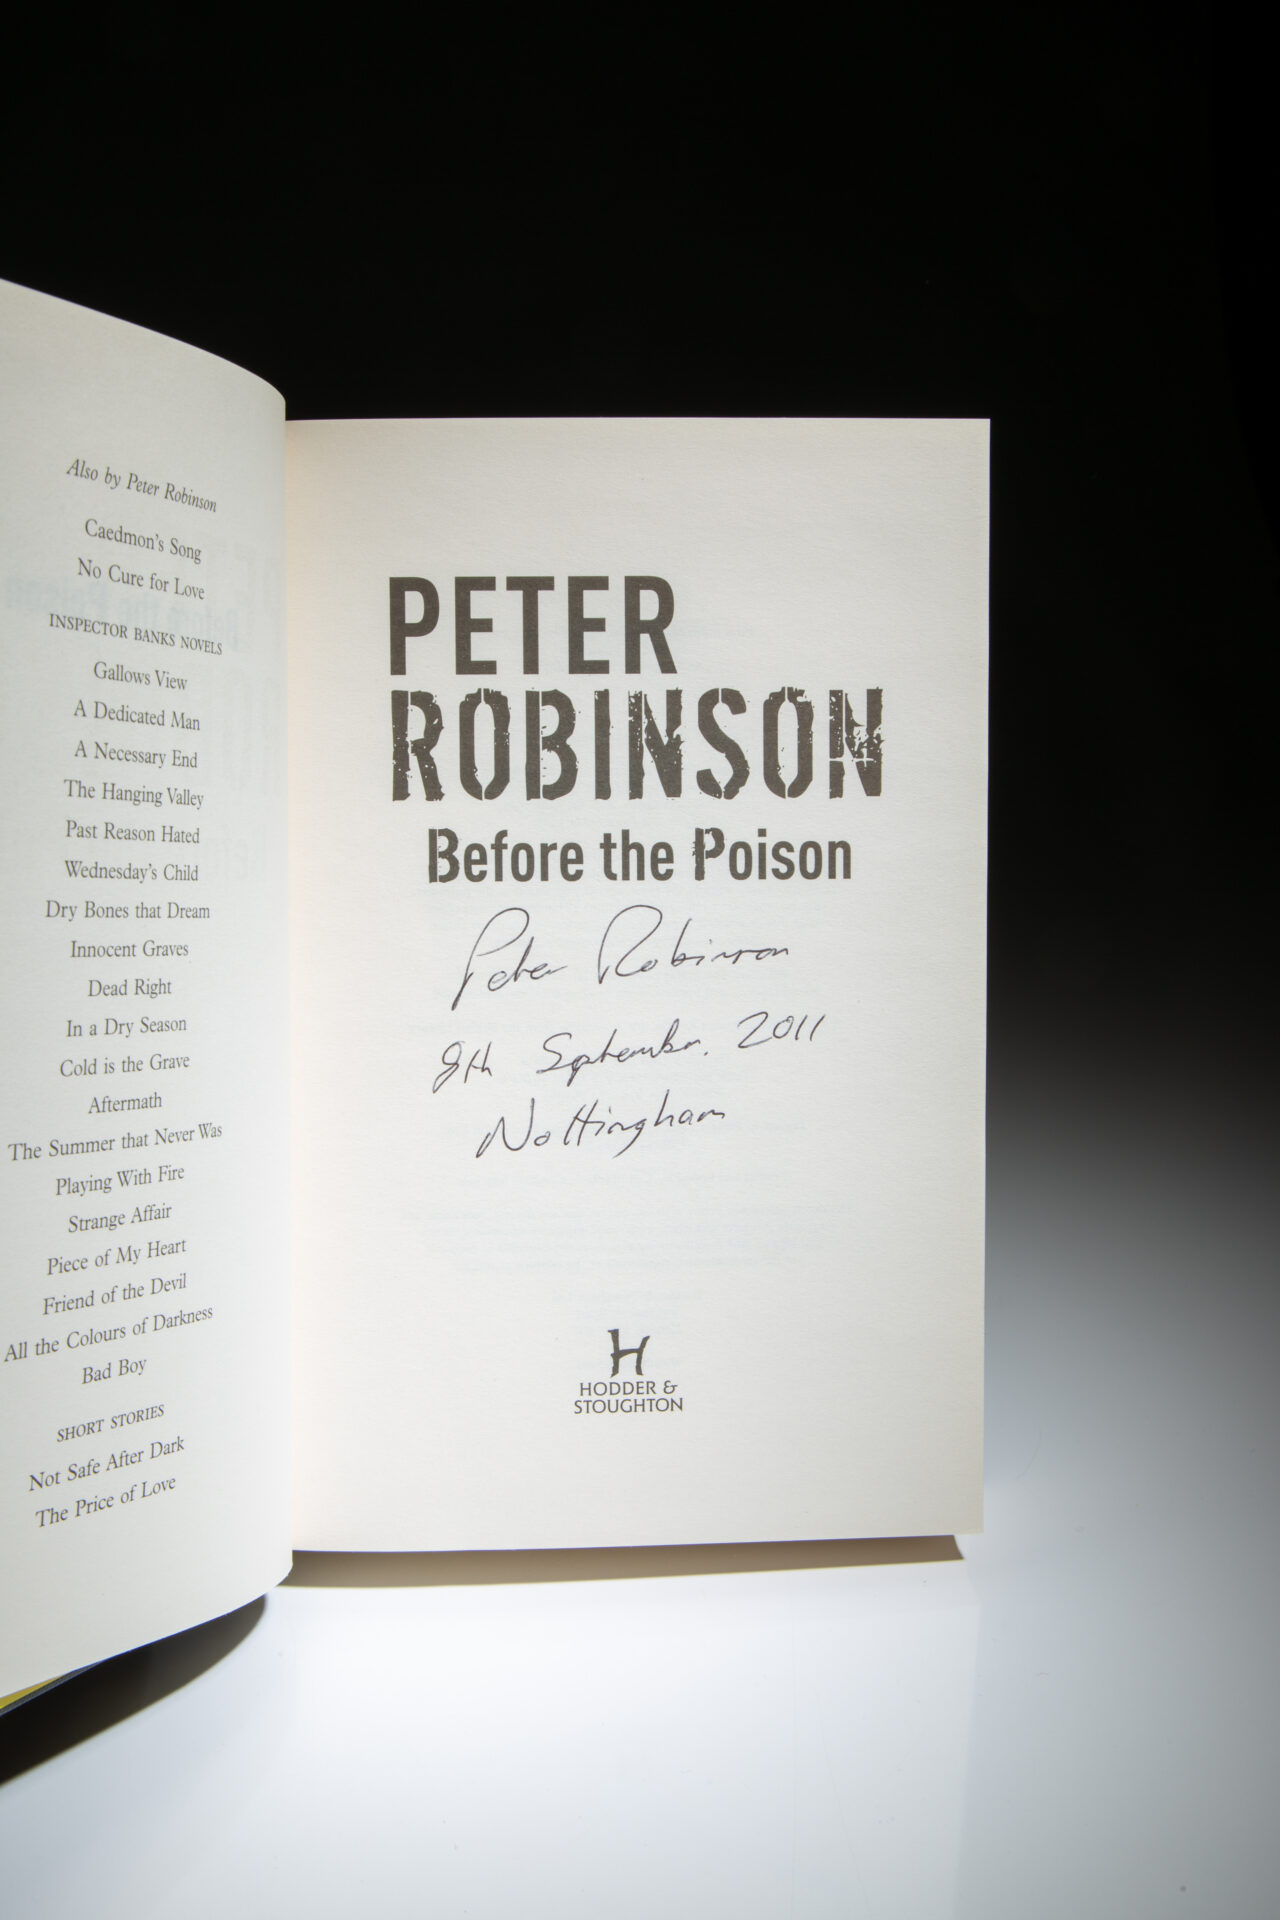 Also by Peter Robinson
Caedmon's Song
No Cure for Love
INSPECTOR BANKS NOVELS
Gallows View
A Dedicated Man
A Necessary End
The Hanging Valley
Past Reason Hated
Wednesday's Child
Dry Bones that Dream
Innocent Graves
Dead Right
In a Dry Season
Cold is the Grave
Aftermath
The Summer that Never Was
Playing With Fire
Strange Affair
Piece of My Heart
Friend of the Devil
All the Colours of Darkness
Bad Boy
SHORT STORIES
Not Safe After Dark
The Price of Love
PETER
ROBINSON
Before the Poison
Peter Robinson
8th September, 2011
Nottingham
HODDER &
STOUGHTON